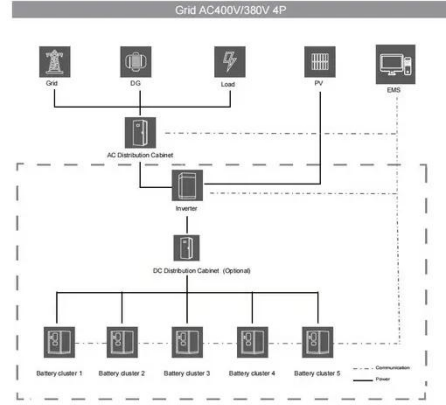 Grid AC400V/380V 4P
Grid
DG
Load
PV
EMS
AC Distribution Cabinet
Inverter
DC Distribution Cabinet (Optional)
Battery cluster 1
Battery cluster 2
Battery cluster 3
Battery cluster 4
Battery cluster 5
Communication
Power